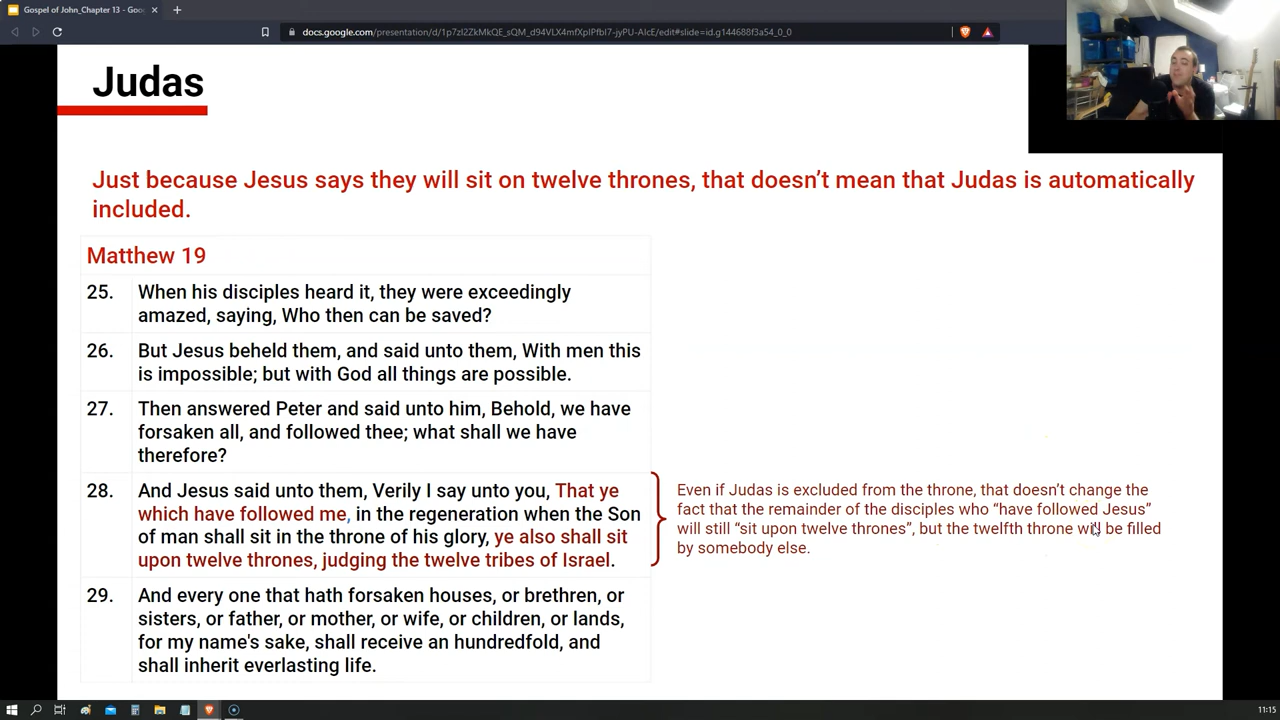 Gospel of John_Chapter 13 - Goo
docs.google.com/presentation/d/1p7zI2ZkMkQE_sQM_d94VLX4mfXpIPfbI7-jyPU-AlcE/edit#slide=id.g144688f3a54_0_0
Judas
Just because Jesus says they will sit on twelve thrones, that doesn’t mean that Judas is automatically
included.
Matthew 19
25. When his disciples heard it, they were exceedingly
amazed, saying, Who then can be saved?
26. But Jesus beheld them, and said unto them, With men this
is impossible; but with God all things are possible.
27. Then answered Peter and said unto him, Behold, we have
forsaken all, and followed thee; what shall we have
therefore?
28. And Jesus said unto them, Verily I say unto you, That ye
which have followed me, in the regeneration when the Son
of man shall sit in the throne of his glory, ye also shall sit
upon twelve thrones, judging the twelve tribes of Israel.
Even if Judas is excluded from the throne, that doesn’t change the
fact that the remainder of the disciples who “have followed Jesus”
will still “sit upon twelve thrones”, but the twelfth throne will be filled
by somebody else.
29. And every one that hath forsaken houses, or brethren, or
sisters, or father, or mother, or wife, or children, or lands,
for my name's sake, shall receive an hundredfold, and
shall inherit everlasting life.
11:15